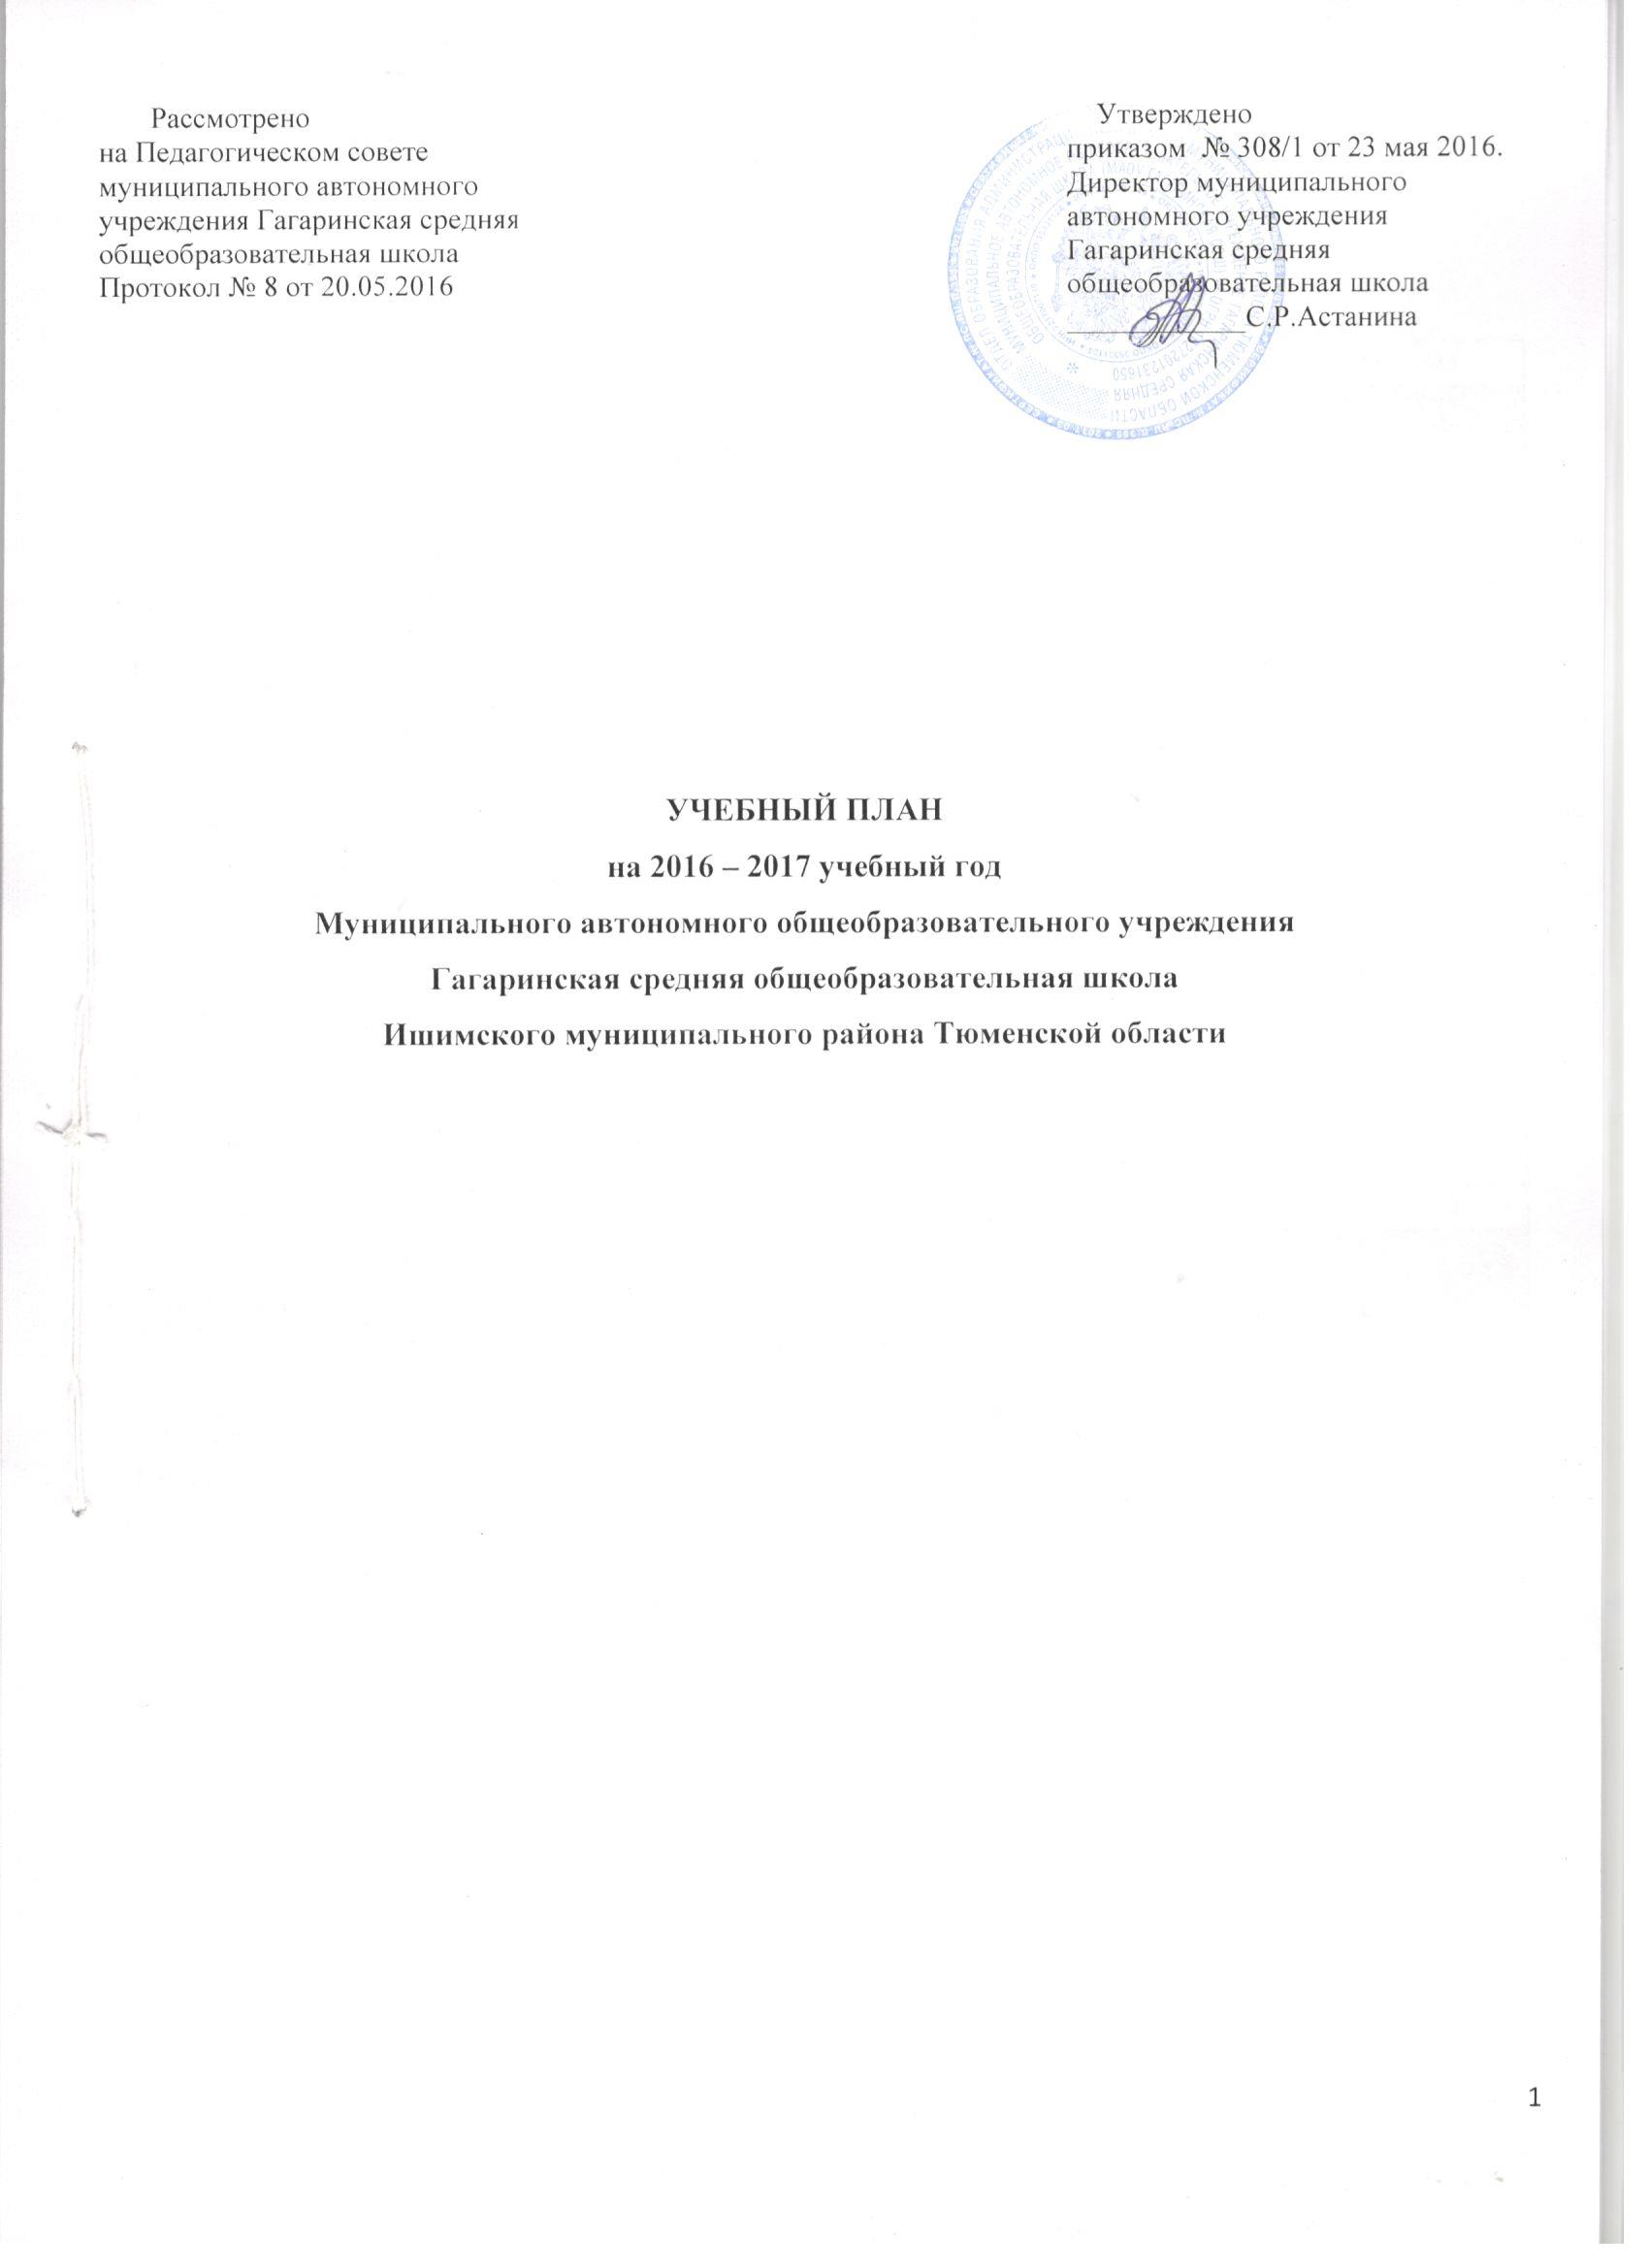 Рассмотрено
на Педагогическом совете
муниципального автономного
учреждения Гагаринская средняя
общеобразовательная школа
Протокол № 8 от 20.05.2016
Утверждено
приказом № 308/1 от 23 мая 2016.
Директор муниципального
автономного учреждения
Гагаринская средняя
общеобразовательная школа
_____________С.Р.Астанина
УЧЕБНЫЙ ПЛАН
на 2016 – 2017 учебный год
Муниципального автономного общеобразовательного учреждения
Гагаринская средняя общеобразовательная школа
Ишимского муниципального района Тюменской области
1